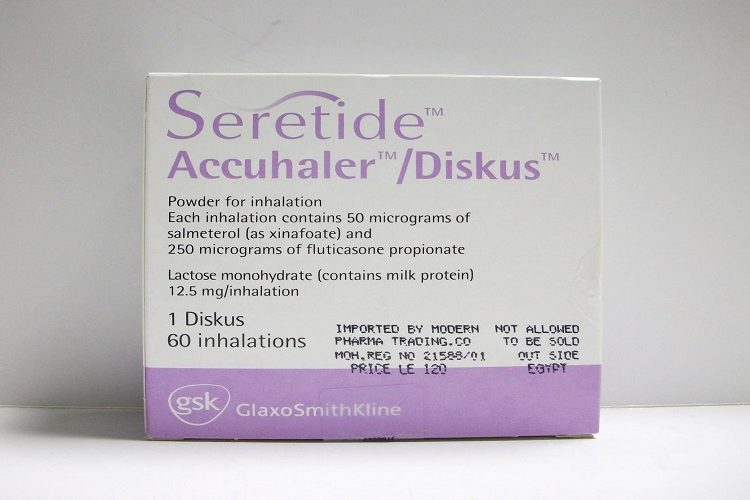 Seretide™
Accuhaler™/Diskus™
Powder for inhalation
Each inhalation contains 50 micrograms of
salmeterol (as xinafoate) and
250 micrograms of fluticasone propionate
Lactose monohydrate (contains milk protein)
12.5 mg/inhalation
1 Diskus
60 inhalations
IMPORTED BY MODERN
PHARMA TRADING.CO
MOH.REG NO 21588/01
PRICE LE 120
NOT ALLOWED
TO BE SOLD
OUT SIDE
EGYPT
gsk GlaxoSmithKline